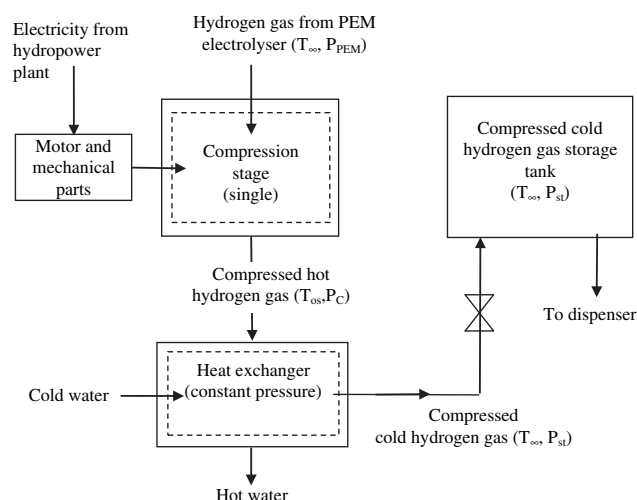 Electricity from
hydropower
plant
Hydrogen gas from PEM
electrolyser (T∞, PPEM)
Motor and
mechanical
parts
Compression
stage
(single)
Compressed cold
hydrogen gas storage
tank
(T∞, Pst)
Compressed hot
hydrogen gas (Tos,PC)
To dispenser
Cold water
Heat exchanger
(constant pressure)
Compressed
cold hydrogen gas (T∞, Pst)
Hot water